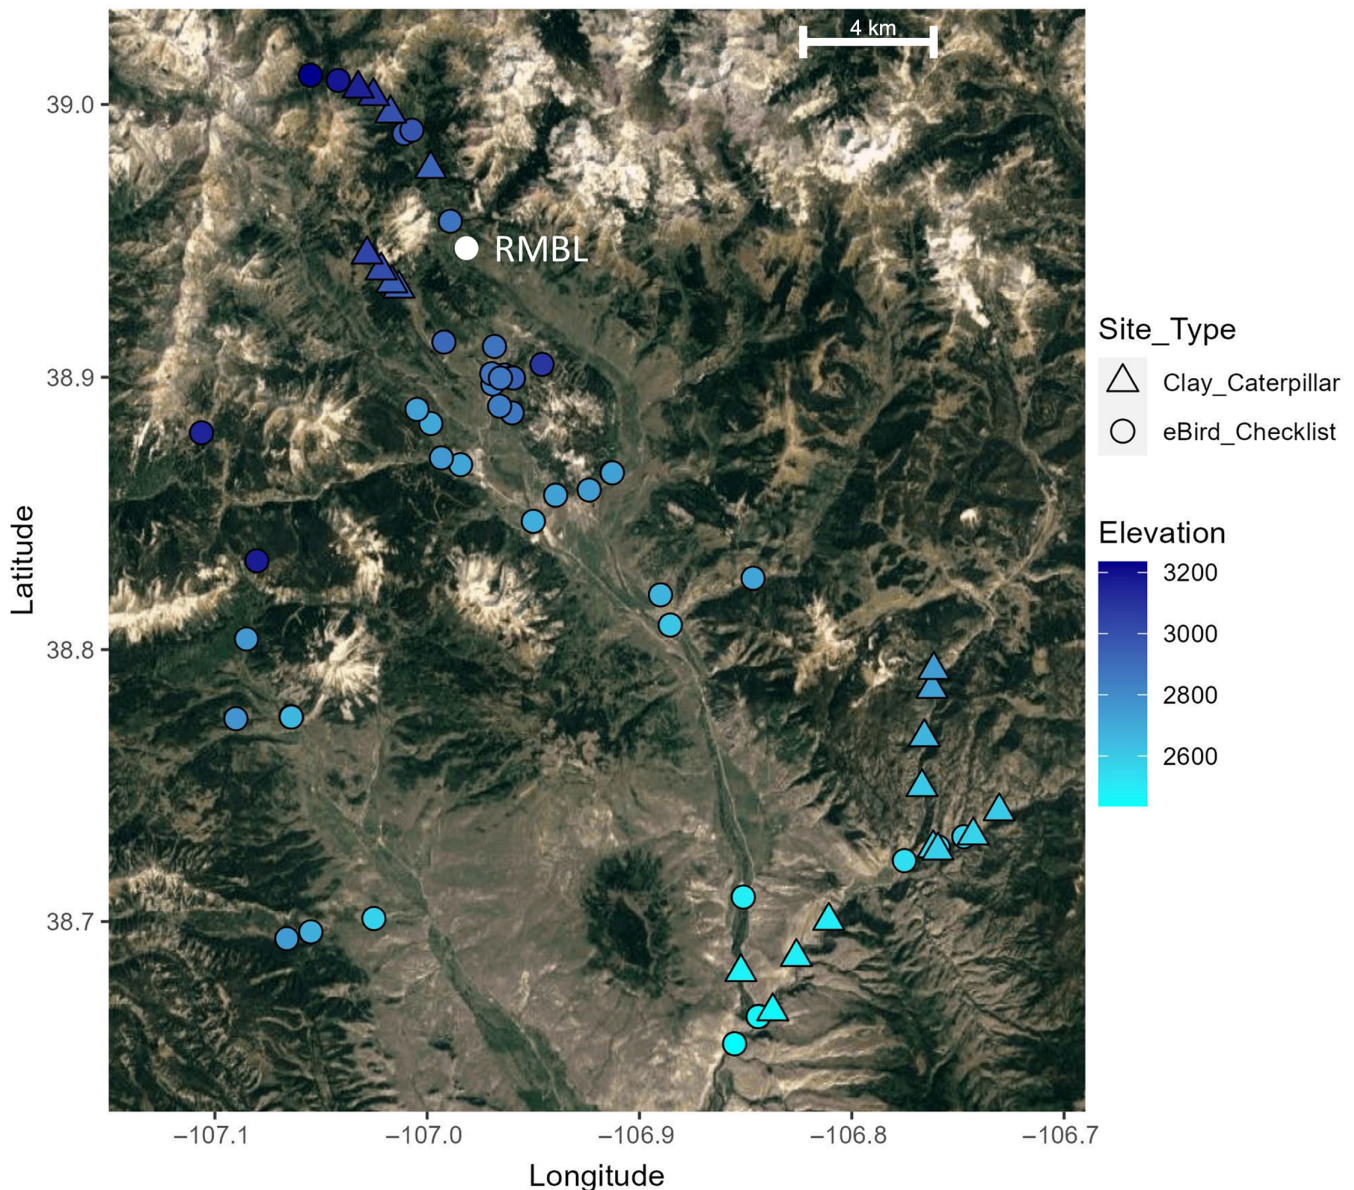 4 km
39.0
RMBL
38.9
38.8
38.7
Latitude
−107.1
−107.0
−106.9
−106.8
−106.7
Longitude
Site_Type
Clay_Caterpillar
eBird_Checklist
Elevation
3200
3000
2800
2600